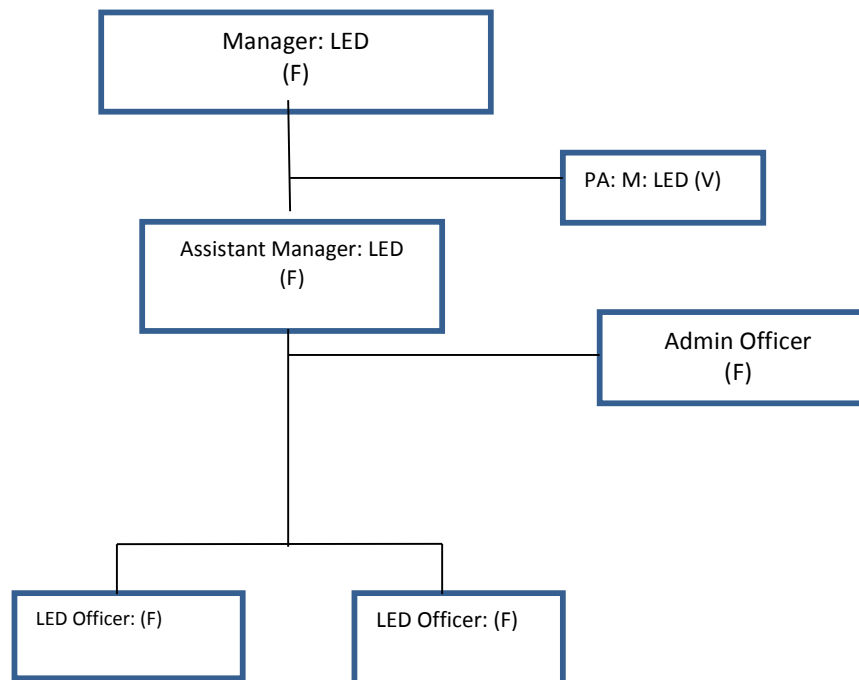 Manager: LED
(F)
PA: M: LED (V)
Assistant Manager: LED
(F)
Admin Officer
(F)
LED Officer: (F)
LED Officer: (F)